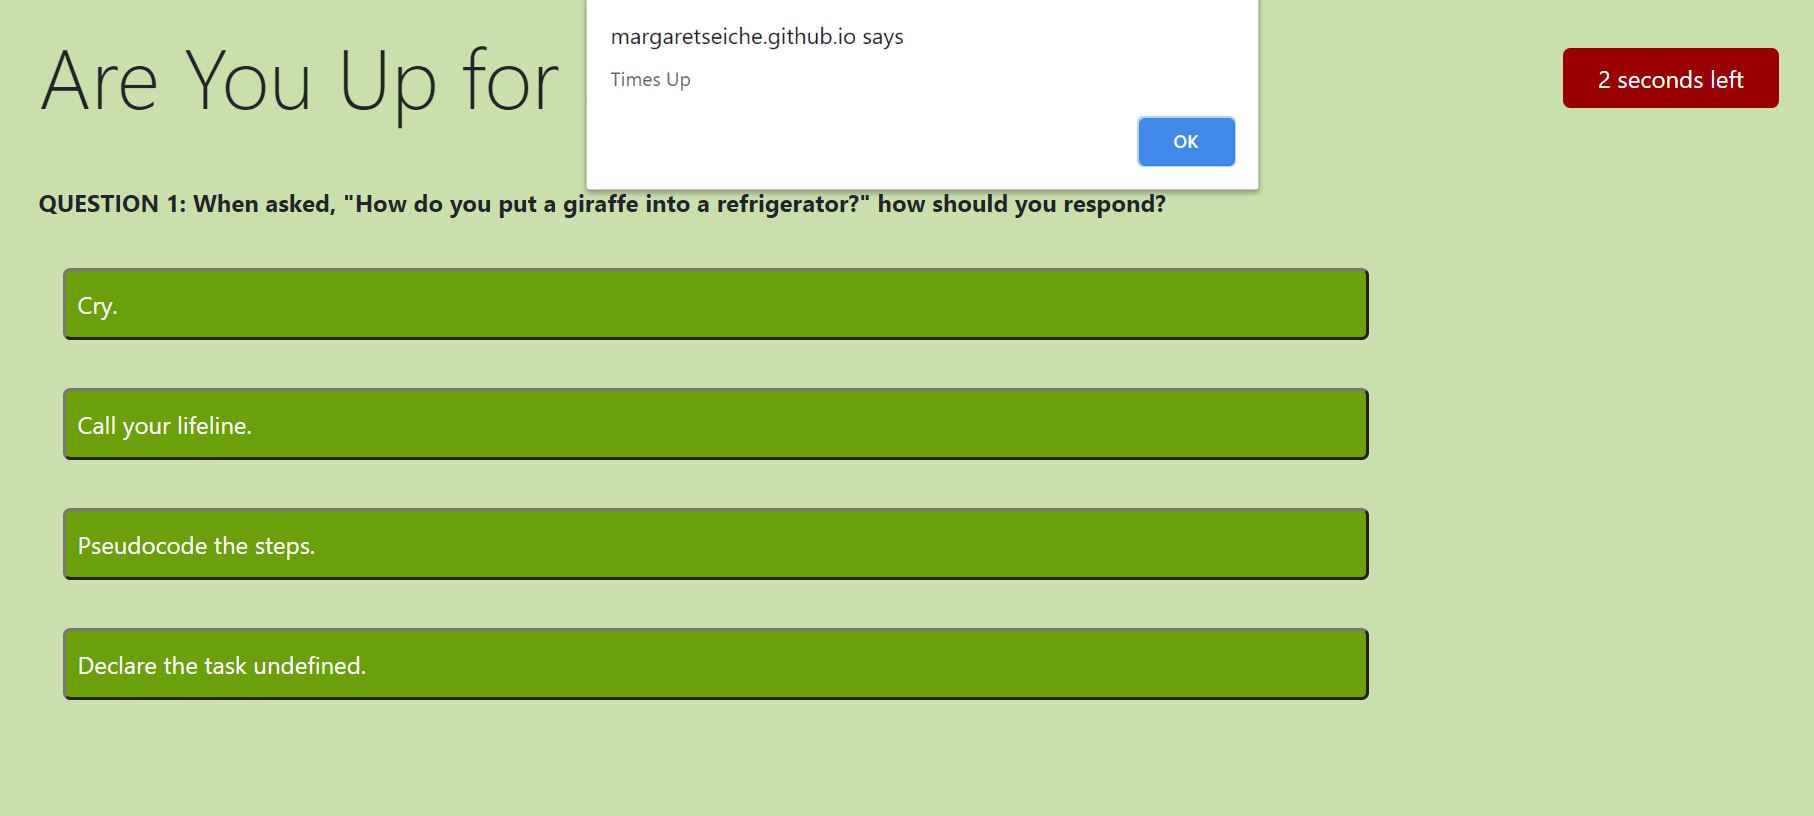 Are You Up for
margaretseiche.github.io says
Times Up
OK
2 seconds left
QUESTION 1: When asked, "How do you put a giraffe into a refrigerator?" how should you respond?
Cry.
Call your lifeline.
Pseudocode the steps.
Declare the task undefined.